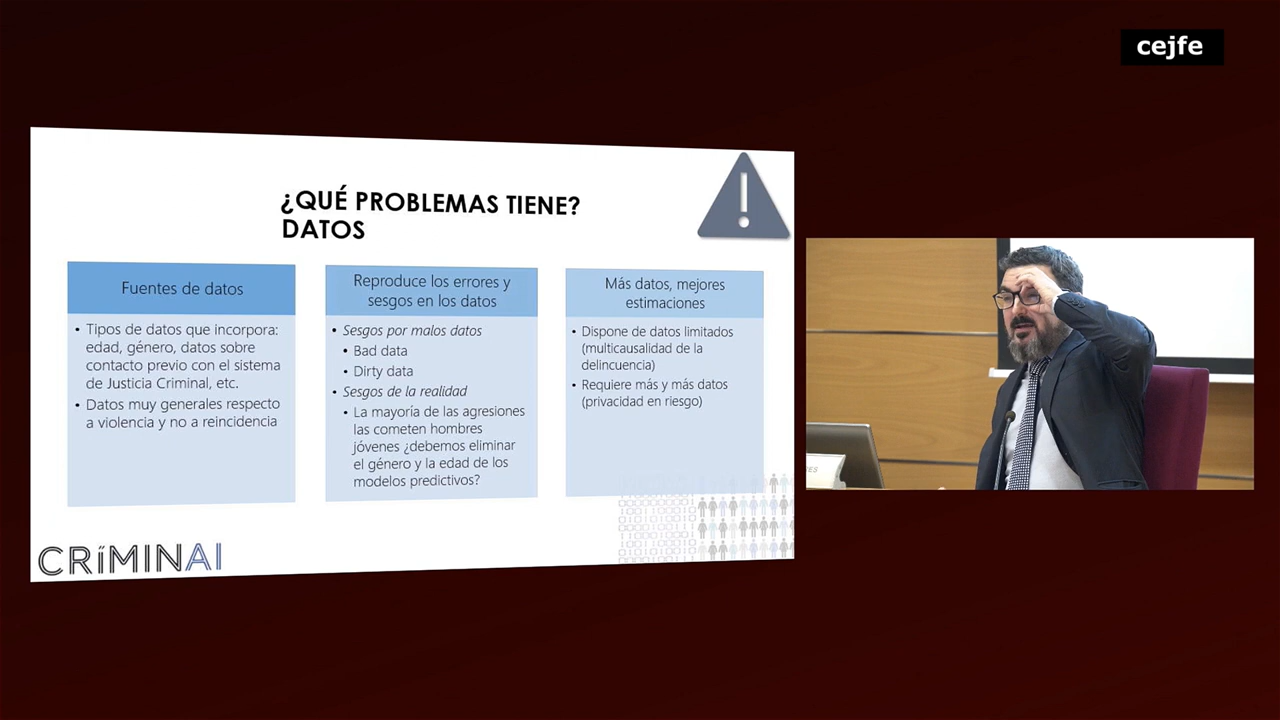 cejfe
¿QUÉ PROBLEMAS TIENE?
DATOS
Fuentes de datos
• Tipos de datos que incorpora:
edad, género, datos sobre
contacto previo con el sistema
de Justicia Criminal, etc.
• Datos muy generales respecto
a violencia y no a reincidencia
Reproduce los errores y
sesgos en los datos
• Sesgos por malos datos
• Bad data
• Dirty data
• Sesgos de la realidad
• La mayoría de las agresiones
las cometen hombres
jóvenes ¿debemos eliminar
el género y la edad de los
modelos predictivos?
Más datos, mejores
estimaciones
• Dispone de datos limitados
(multicausalidad de la
delincuencia)
• Requiere más y más datos
(privacidad en riesgo)
CRíMINAI